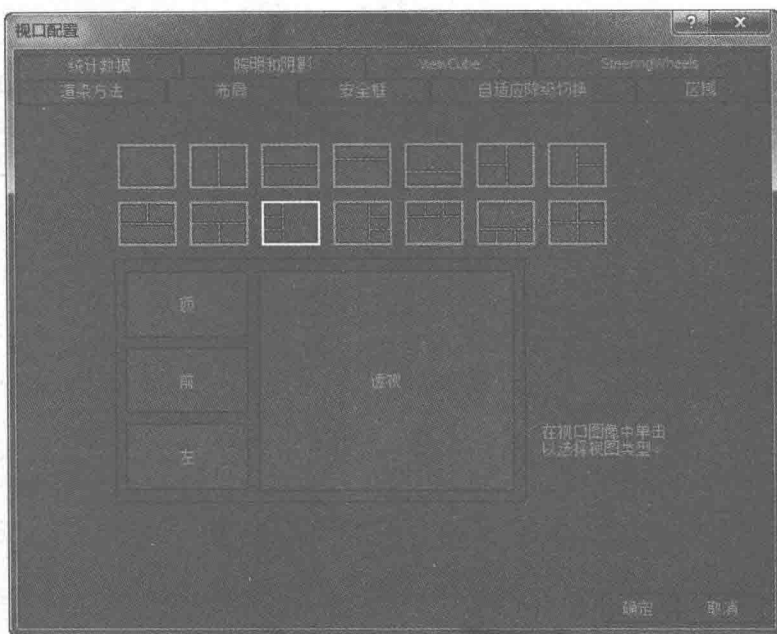 视口配置
统计数据 照明和阴影 ViewCube SteeringWheels
渲染方法 布局 安全框 自适应降级切换 区域
顶
前
透视
左
在视口图像中单击
以选择视图类型。
确定 取消